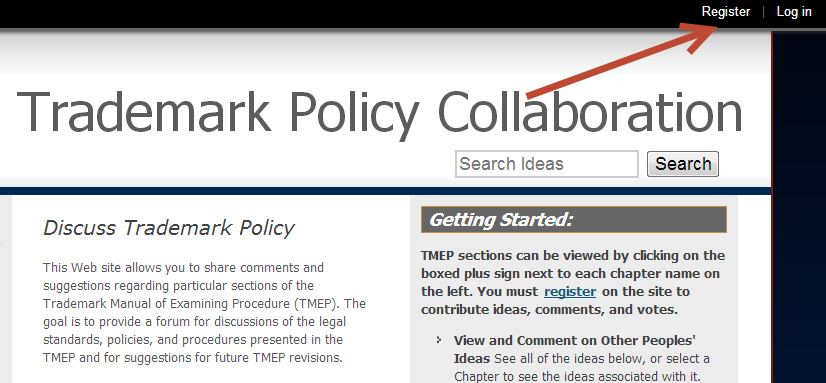 Register | Log in
Trademark Policy Collaboration
Search Ideas Search
Discuss Trademark Policy
This Web site allows you to share comments and
suggestions regarding particular sections of the
Trademark Manual of Examining Procedure (TMEP). The
goal is to provide a forum for discussions of the legal
standards, policies, and procedures presented in the
TMEP and for suggestions for future TMEP revisions.
Getting Started:
TMEP sections can be viewed by clicking on the
boxed plus sign next to each chapter name on
the left. You must register on the site to
contribute ideas, comments, and votes.
View and Comment on Other Peoples'
Ideas See all of the ideas below, or select a
Chapter to see the ideas associated with it.